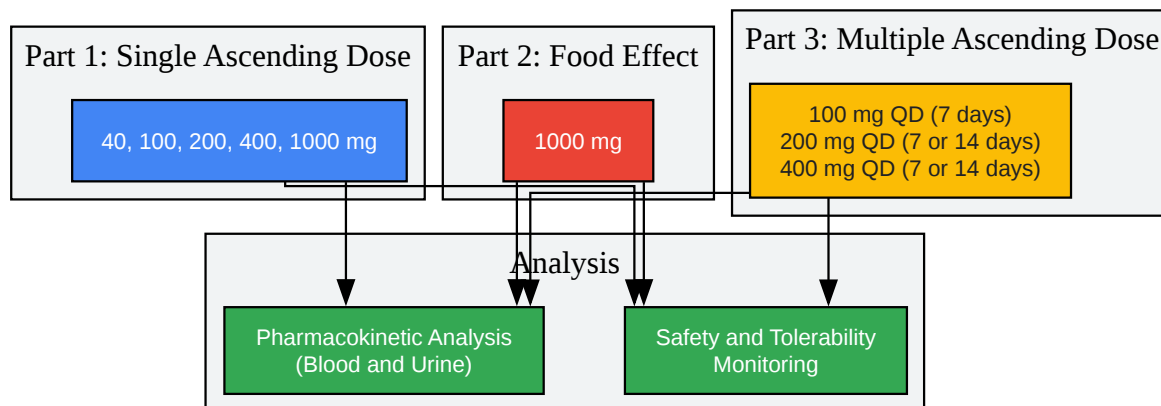 Part 1: Single Ascending Dose
40, 100, 200, 400, 1000 mg
Part 2: Food Effect
1000 mg
Part 3: Multiple Ascending Dose
100 mg QD (7 days)
200 mg QD (7 or 14 days)
400 mg QD (7 or 14 days)
Analysis
Pharmacokinetic Analysis
(Blood and Urine)
Safety and Tolerability
Monitoring